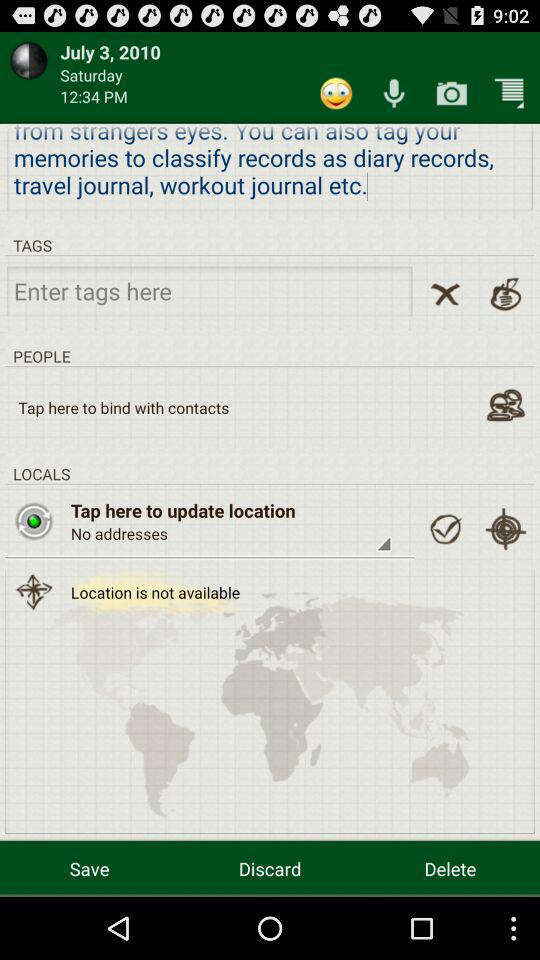 9:02
July 3, 2010
Saturday
12:34 PM
from strangers eyes. You can also tag your
memories to classify records as diary records,
travel journal, workout journal etc.
TAGS
Enter tags here
PEOPLE
Tap here to bind with contacts
LOCALS
Tap here to update location
No addresses
Location is not available
Save Discard Delete